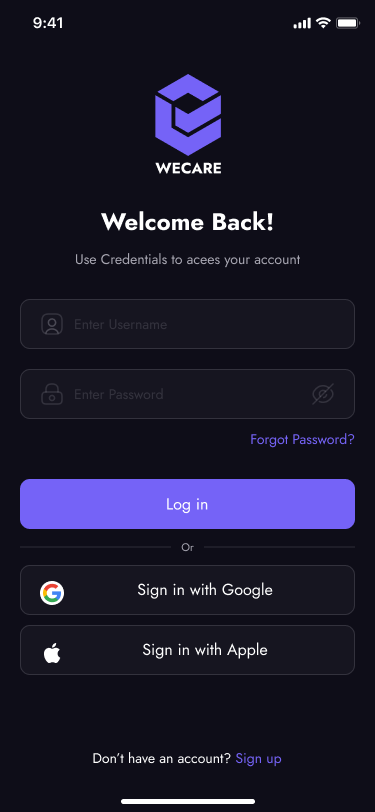 9:41
WECARE
Welcome Back!
Use Credentials to acees your account
Enter Username
Enter Password
Forgot Password?
Log in
Or
Sign in with Google
Sign in with Apple
Don’t have an account? Sign up